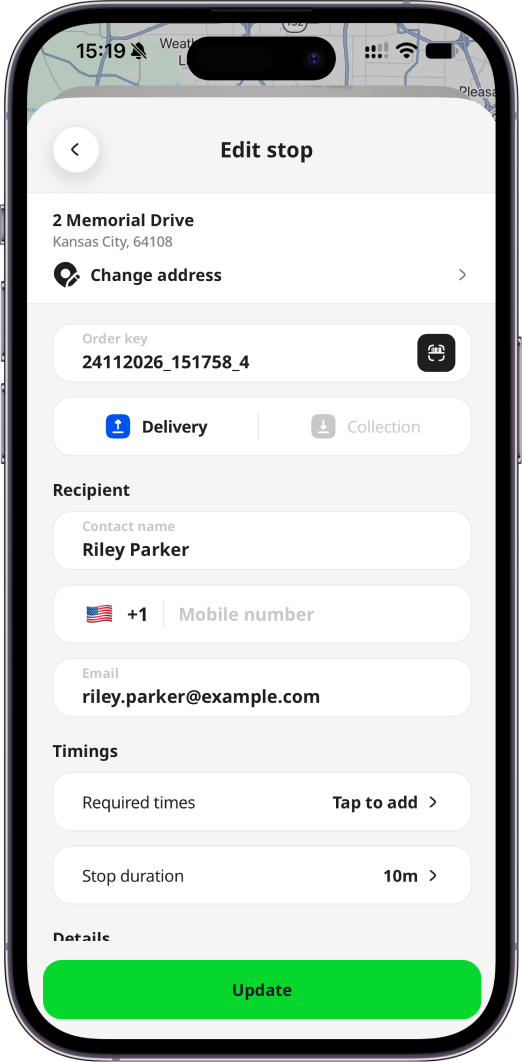 15:19
Edit stop
2 Memorial Drive
Kansas City, 64108
Change address
Order key
24112026_151758_4
Delivery
Collection
Recipient
Contact name
Riley Parker
+1
Mobile number
Email
riley.parker@example.com
Timings
Required times
Tap to add
Stop duration
10m
Details
Update